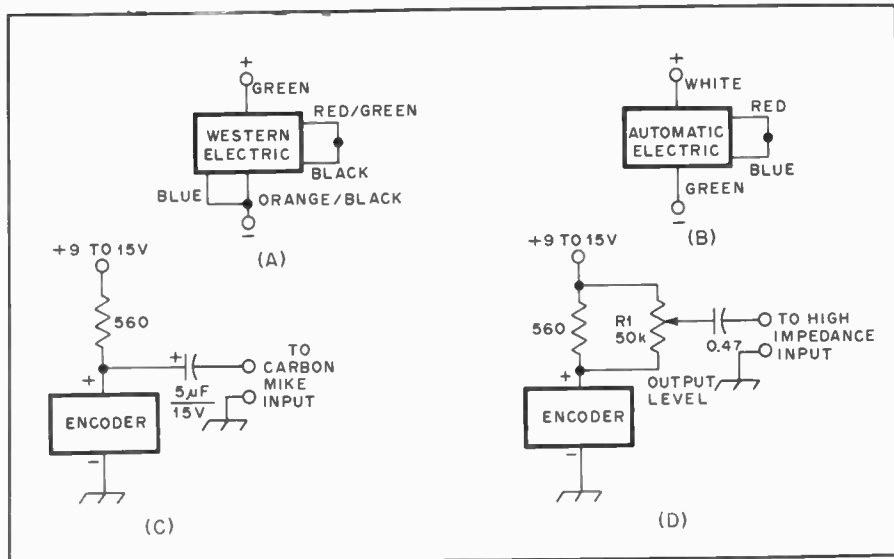 +
GREEN
WESTERN
ELECTRIC
RED/GREEN
BLACK
BLUE
ORANGE/BLACK
−
(A)
+
WHITE
AUTOMATIC
ELECTRIC
RED
BLUE
GREEN
−
(B)
+9 TO 15V
560
+
+
5µF
15V
TO
CARBON
MIKE
INPUT
ENCODER
−
(C)
+9 TO 15V
560
R1
50k
0.47
TO HIGH
IMPEDANCE
INPUT
+
OUTPUT
LEVEL
ENCODER
−
(D)